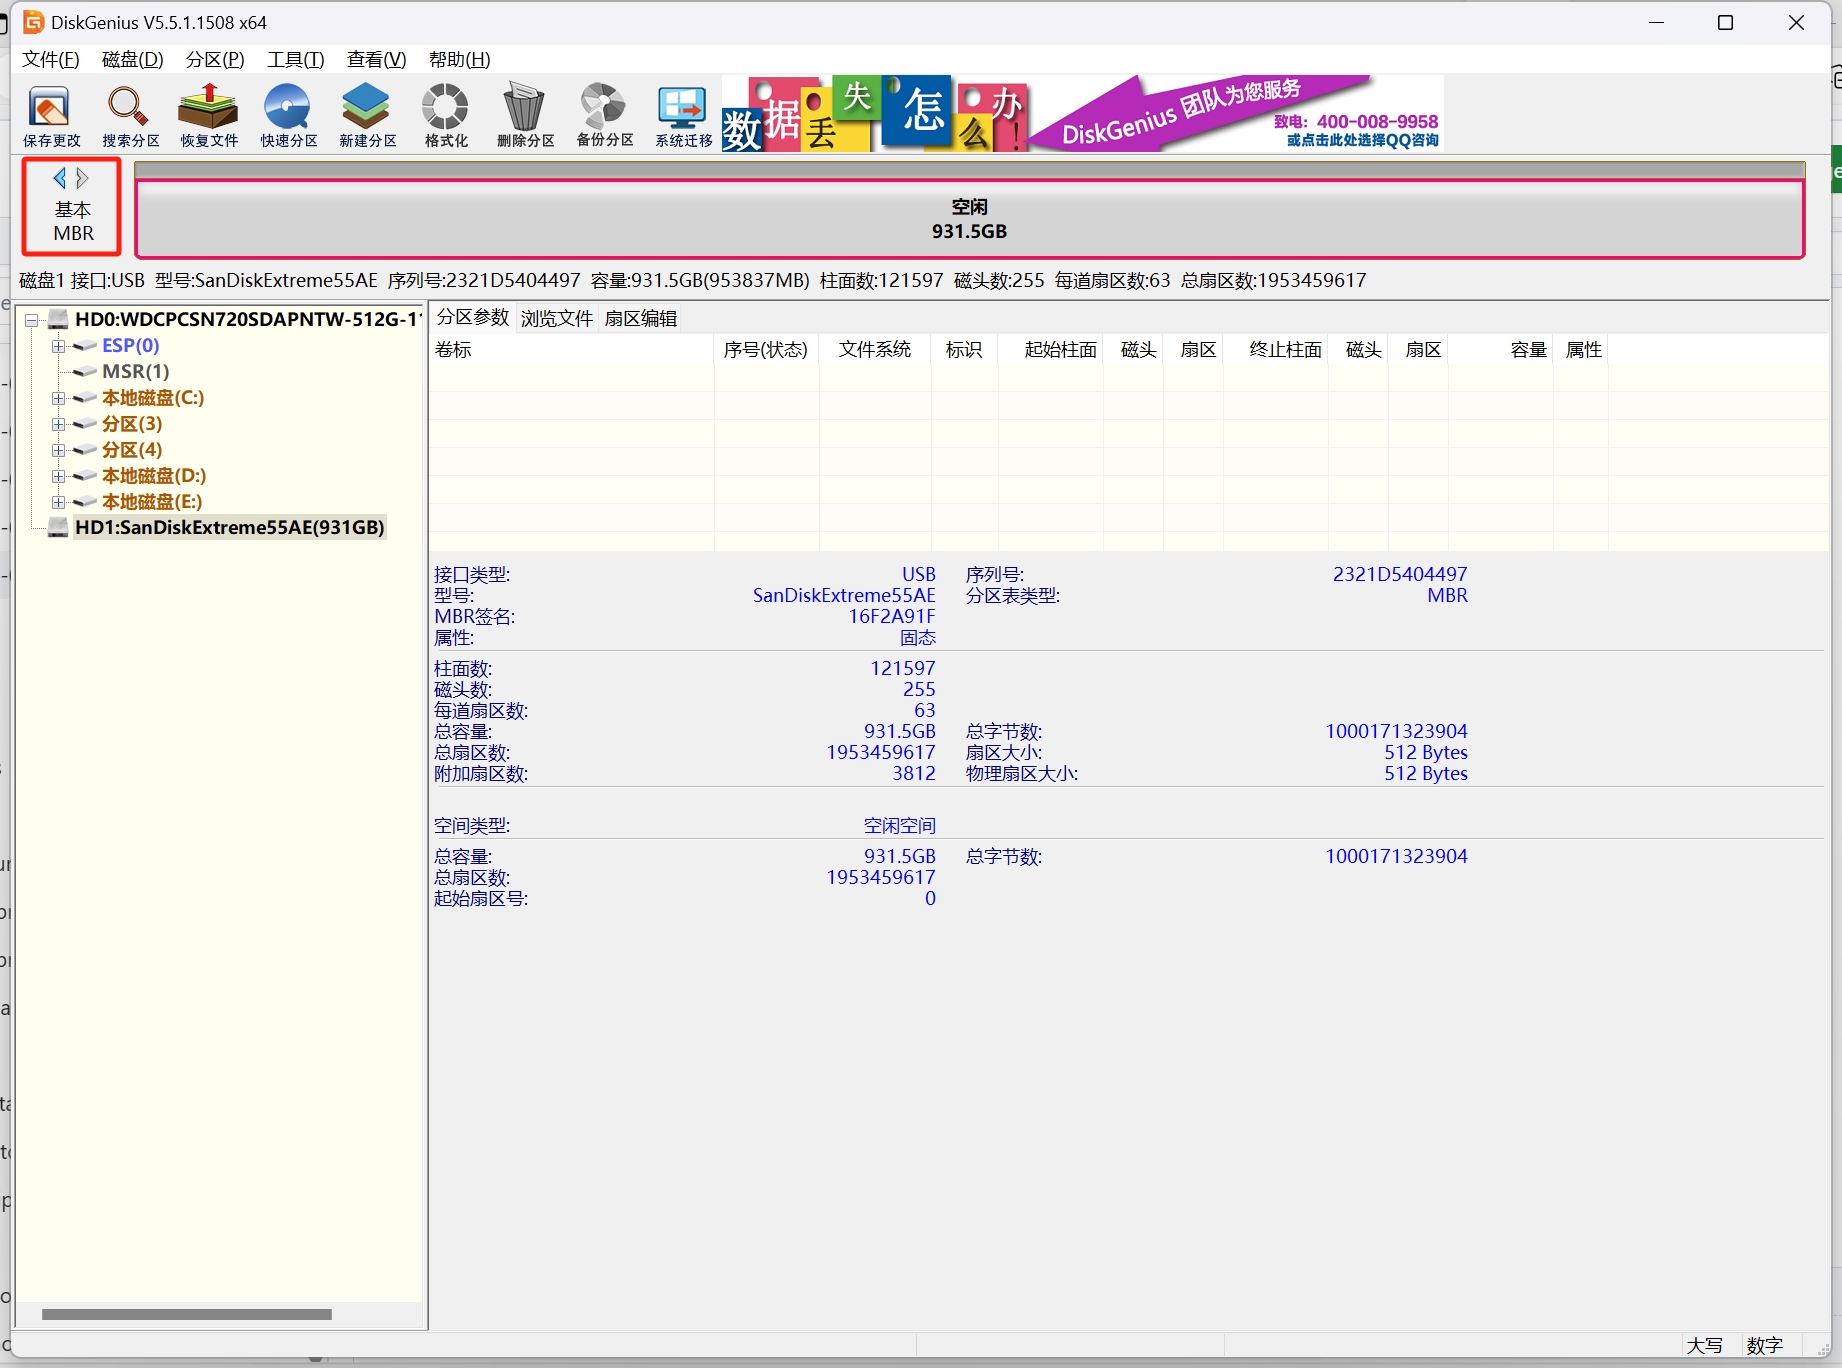 DiskGenius V5.5.1.1508 x64
文件(F) 磁盘(D) 分区(P) 工具(T) 查看(V) 帮助(H)
保存更改 搜索分区 恢复文件 快速分区 新建分区 格式化 删除分区 备份分区 系统迁移
数据丢失怎么办!
DiskGenius 团队为您服务
致电: 400-008-9958
或点击此处选择QQ咨询
基本
MBR
空闲
931.5GB
磁盘1 接口:USB 型号:SanDiskExtreme55AE 序列号:2321D5404497 容量:931.5GB(953837MB) 柱面数:121597 磁头数:255 每道扇区数:63 总扇区数:1953459617
HD0:WDCPCSN720SDAPNTW-512G-1
ESP(0)
MSR(1)
本地磁盘(C:)
分区(3)
分区(4)
本地磁盘(D:)
本地磁盘(E:)
HD1:SanDiskExtreme55AE(931GB)
分区参数 浏览文件 扇区编辑
卷标 序号(状态) 文件系统 标识 起始柱面 磁头 扇区 终止柱面 磁头 扇区 容量 属性
接口类型: USB 序列号: 2321D5404497
型号: SanDiskExtreme55AE 分区表类型: MBR
MBR签名: 16F2A91F
属性: 固态
柱面数: 121597
磁头数: 255
每道扇区数: 63
总容量: 931.5GB 总字节数: 1000171323904
总扇区数: 1953459617 扇区大小: 512 Bytes
附加扇区数: 3812 物理扇区大小: 512 Bytes
空间类型: 空闲空间
总容量: 931.5GB 总字节数: 1000171323904
总扇区数: 1953459617
起始扇区号: 0
大写 数字